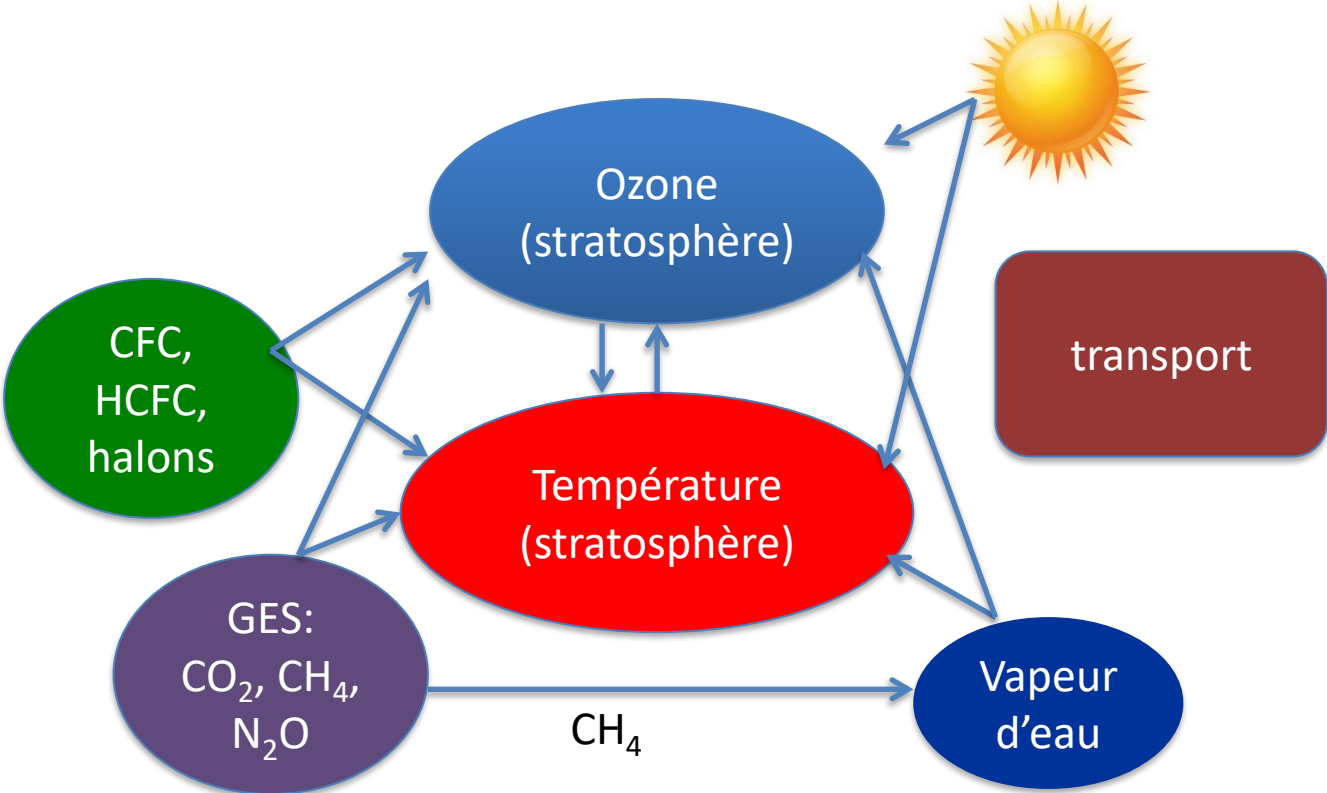 Ozone
(stratosphère)
CFC,
HCFC,
halons
transport
Température
(stratosphère)
GES:
CO₂, CH₄,
N₂O
CH₄
Vapeur
d’eau